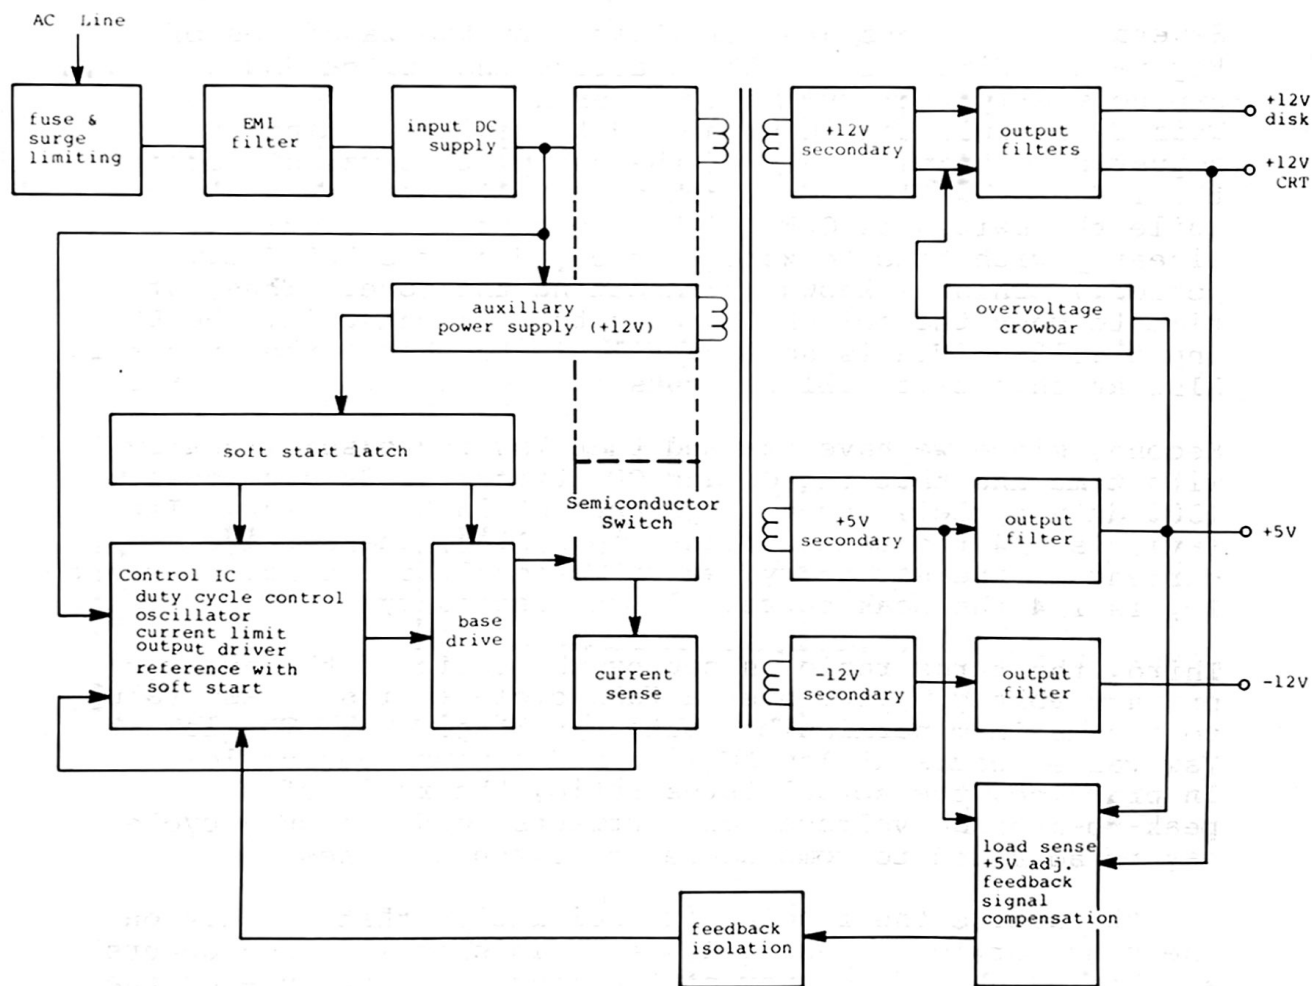 AC Line
fuse &
surge
limiting
EMI
filter
input DC
supply
+12V
secondary
output
filters
+12V
disk
+12V
CRT
auxillary
power supply (+12V)
overvoltage
crowbar
soft start latch
Semiconductor
Switch
+5V
secondary
output
filter
+5V
Control IC
duty cycle control
oscillator
current limit
output driver
reference with
soft start
base
drive
current
sense
-12V
secondary
output
filter
-12V
load sense
+5V adj.
feedback
signal
compensation
feedback
isolation